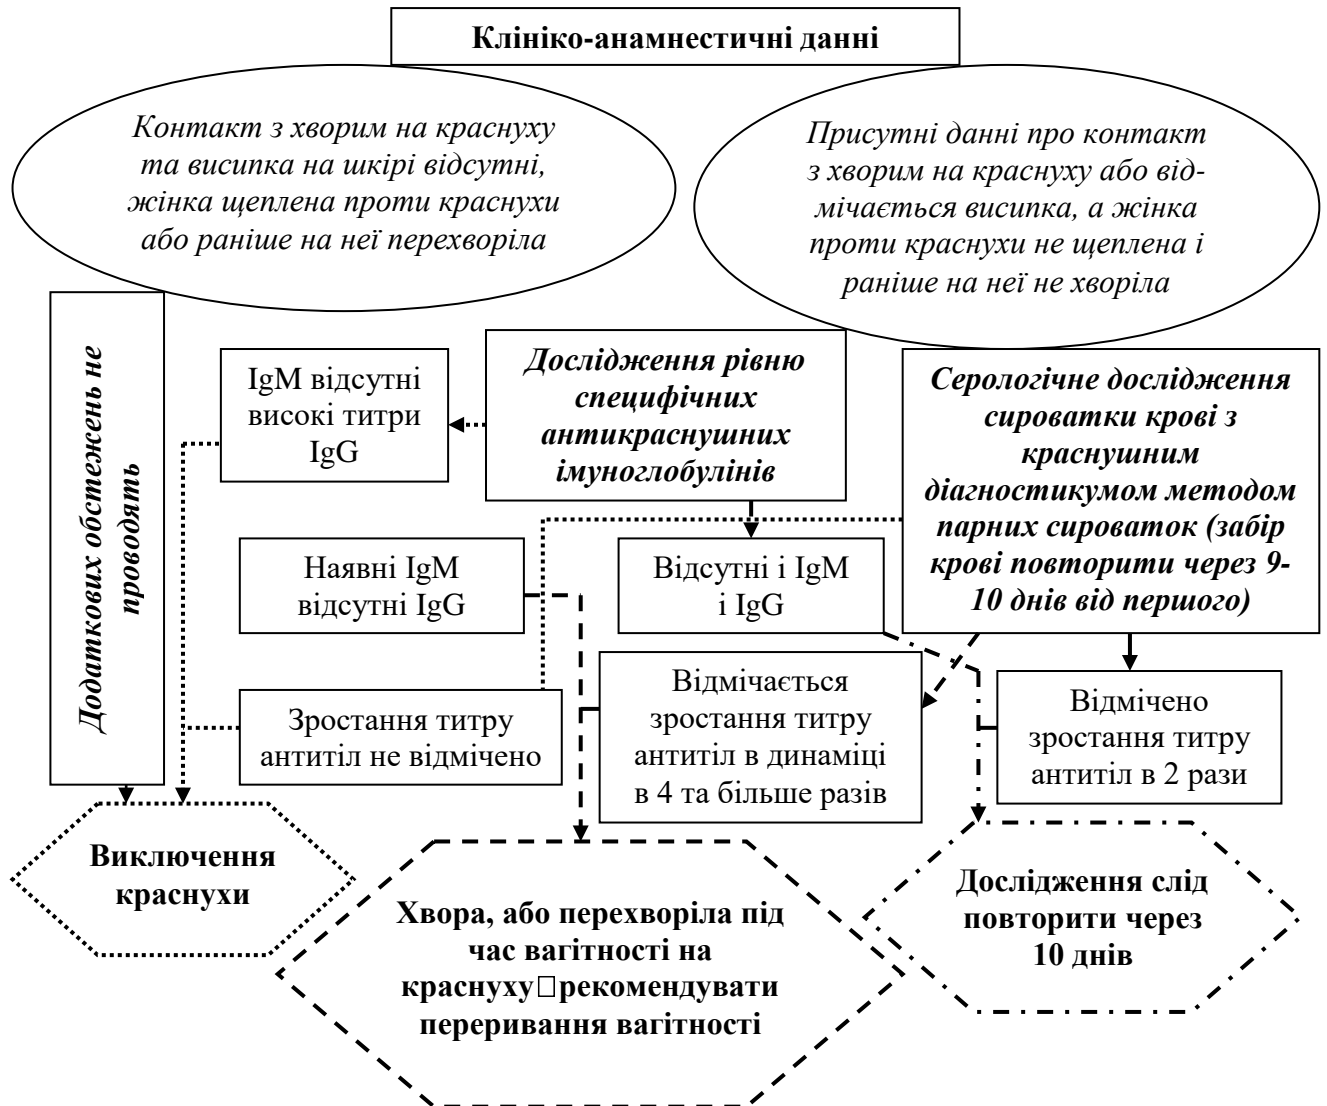 Клініко-анамнестичні данні
Контакт з хворим на краснуху
та висипка на шкірі відсутні,
жінка щеплена проти краснухи
або раніше на неї перехворіла
Присутні данні про контакт
з хворим на краснуху або від-
мічається висипка, а жінка
проти краснухи не щеплена і
раніше на неї не хворіла
Додаткових обстежень не
проводять
IgM відсутні
високі титри
IgG
Дослідження рівню
специфічних
антикраснушних
імуноглобулінів
Серологічне дослідження
сироватки крові з
краснушним
діагностикумом методом
парних сироваток (забір
крові повторити через 9-
10 днів від першого)
Наявні IgM
відсутні IgG
Відсутні і IgM
і IgG
Зростання титру
антитіл не відмічено
Відмічається
зростання титру
антитіл в динаміці
в 4 та більше разів
Відмічено
зростання титру
антитіл в 2 рази
Виключення
краснухи
Хвора, або перехворіла під
час вагітності на
краснуху□рекомендувати
переривання вагітності
Дослідження слід
повторити через
10 днів